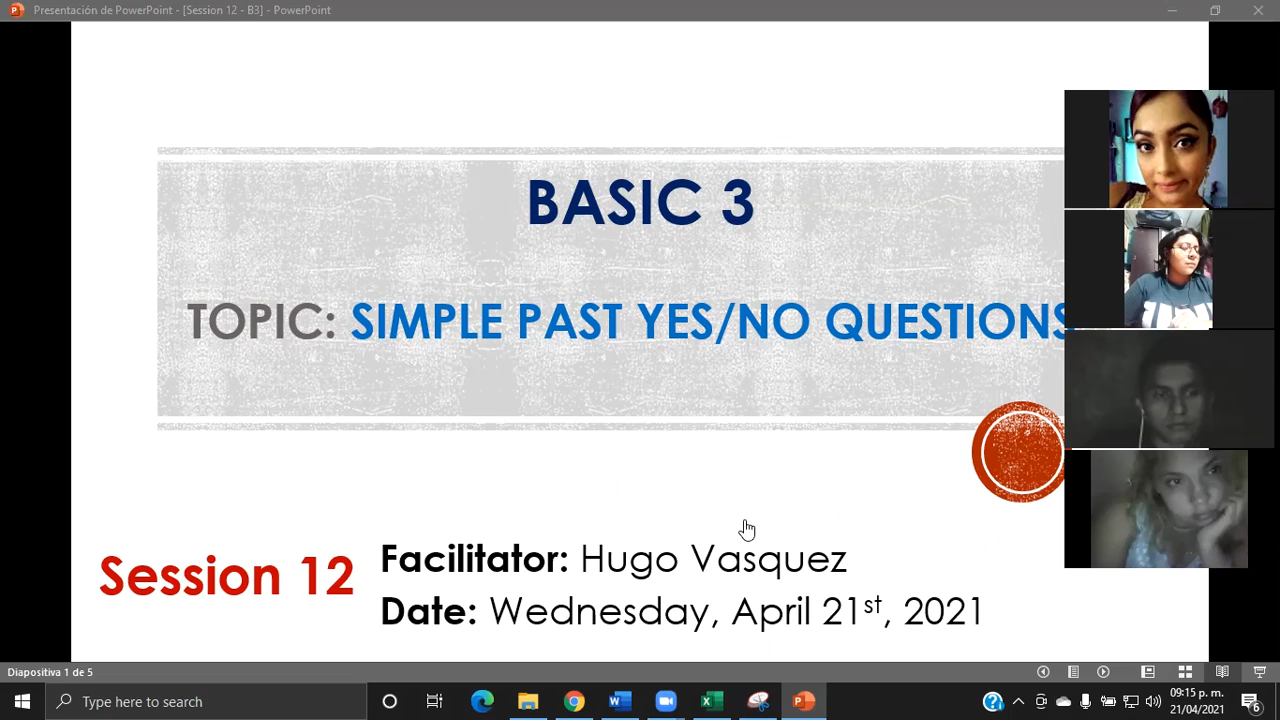 Presentación de PowerPoint - [Session 12 - B3] - PowerPoint
BASIC 3
TOPIC: SIMPLE PAST YES/NO QUESTIONS
Session 12
Facilitator: Hugo Vasquez
Date: Wednesday, April 21st, 2021
Diapositiva 1 de 5
Type here to search
09:15 p. m.
21/04/2021
6